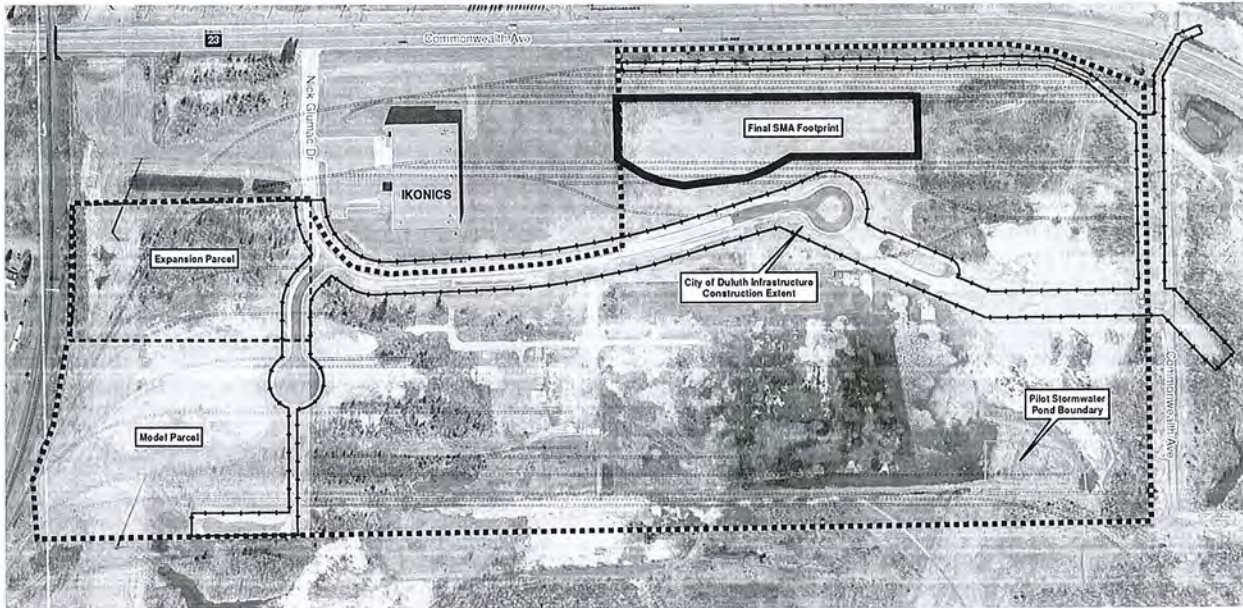 23
Commonwealth Ave
Nick Glumac Dr
Final SMA Footprint
IKONICS
Expansion Parcel
City of Duluth Infrastructure
Construction Extent
Commonwealth Ave
Pilot Stormwater
Pond Boundary
Model Parcel